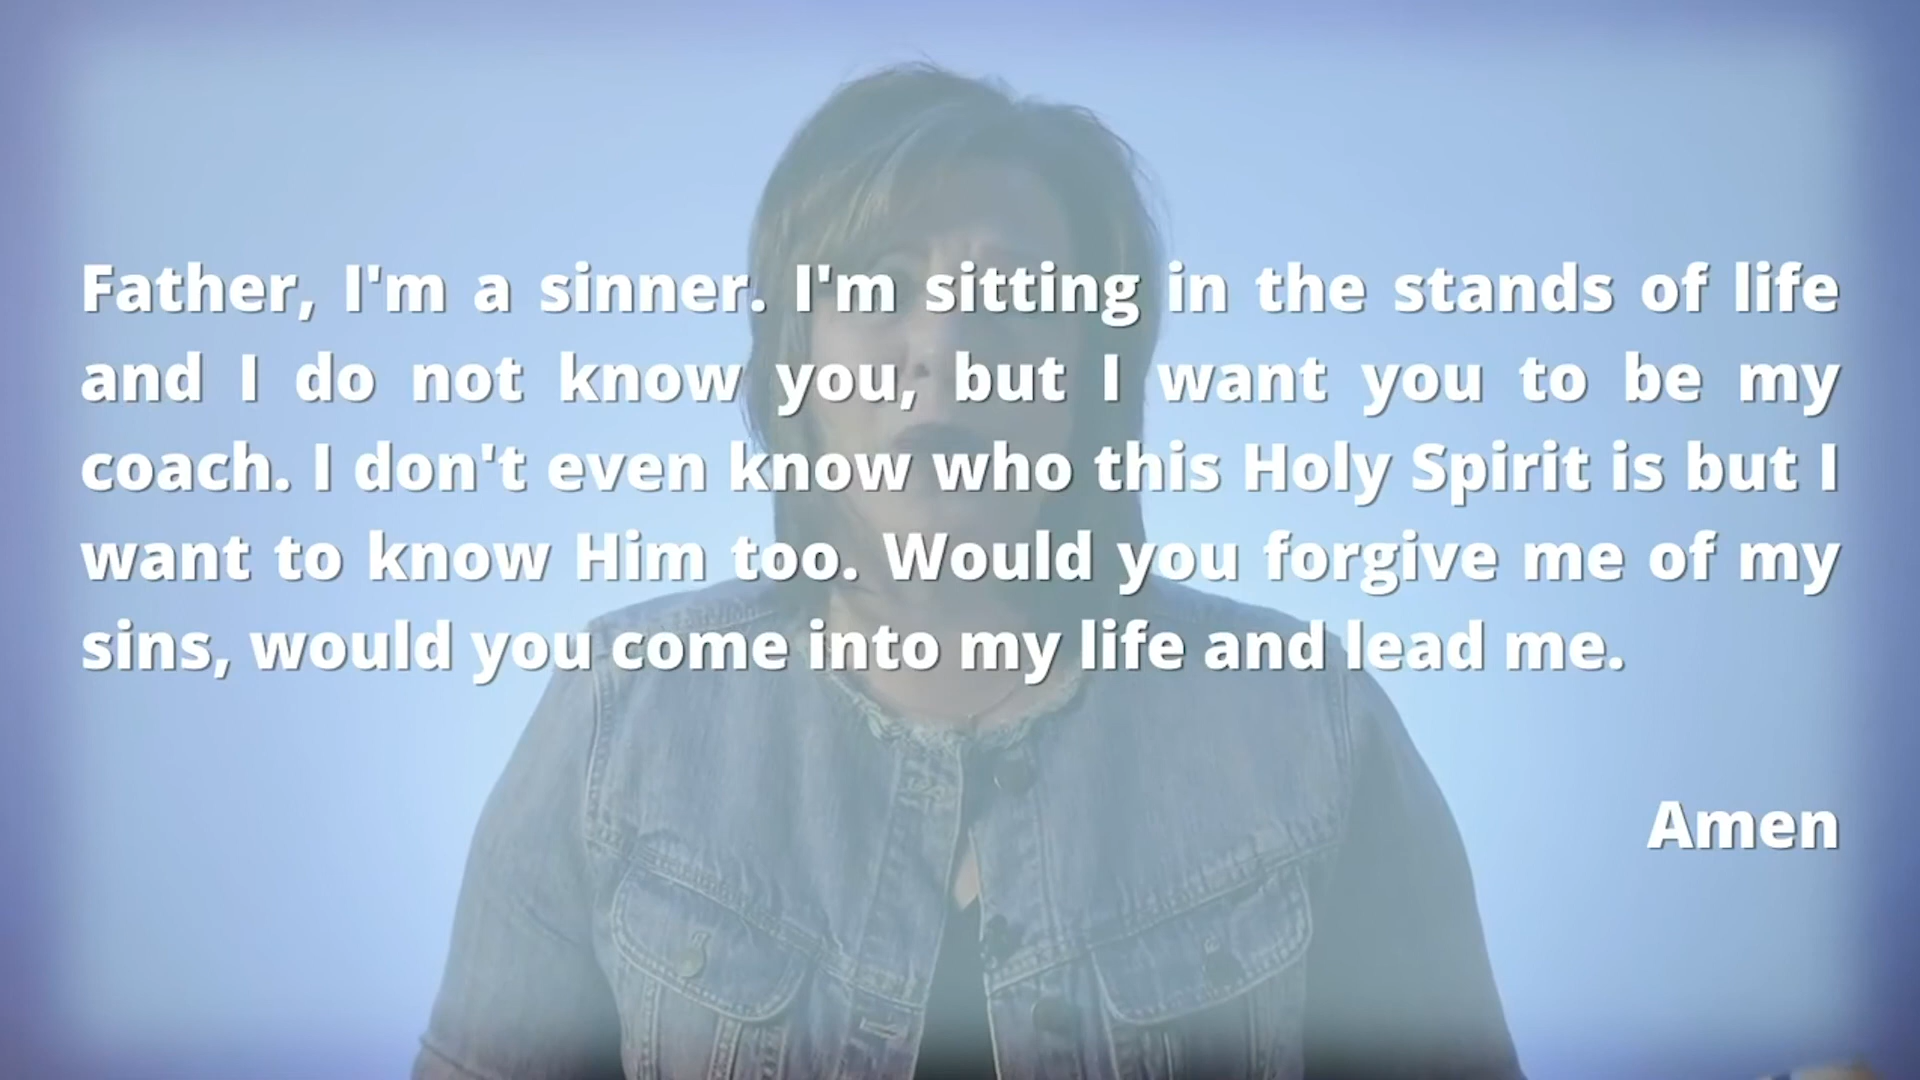 Father, I'm a sinner. I'm sitting in the stands of life
and I do not know you, but I want you to be my
coach. I don't even know who this Holy Spirit is but I
want to know Him too. Would you forgive me of my
sins, would you come into my life and lead me.
Amen